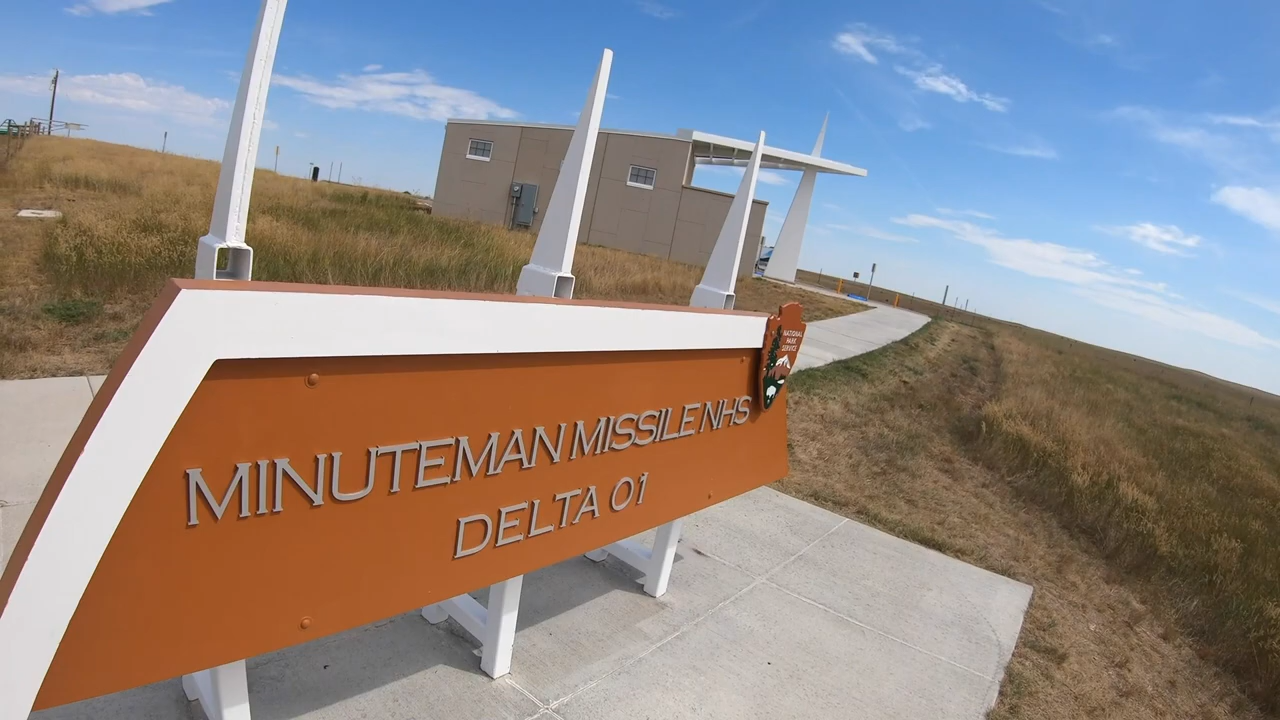 MINUTEMAN MISSILE NHS
DELTA 01
NATIONAL
PARK
SERVICE